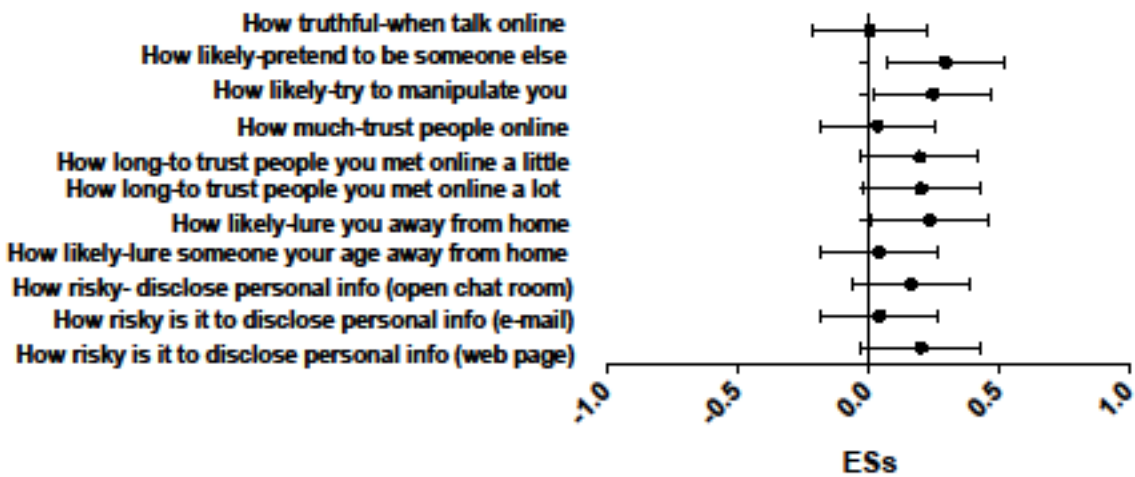 How truthful-when talk online
How likely-pretend to be someone else
How likely-try to manipulate you
How much-trust people online
How long-to trust people you met online a little
How long-to trust people you met online a lot
How likely-lure you away from home
How likely-lure someone your age away from home
How risky- disclose personal info (open chat room)
How risky is it to disclose personal info (e-mail)
How risky is it to disclose personal info (web page)
-1.0 -0.5 0.0 0.5 1.0
ESs